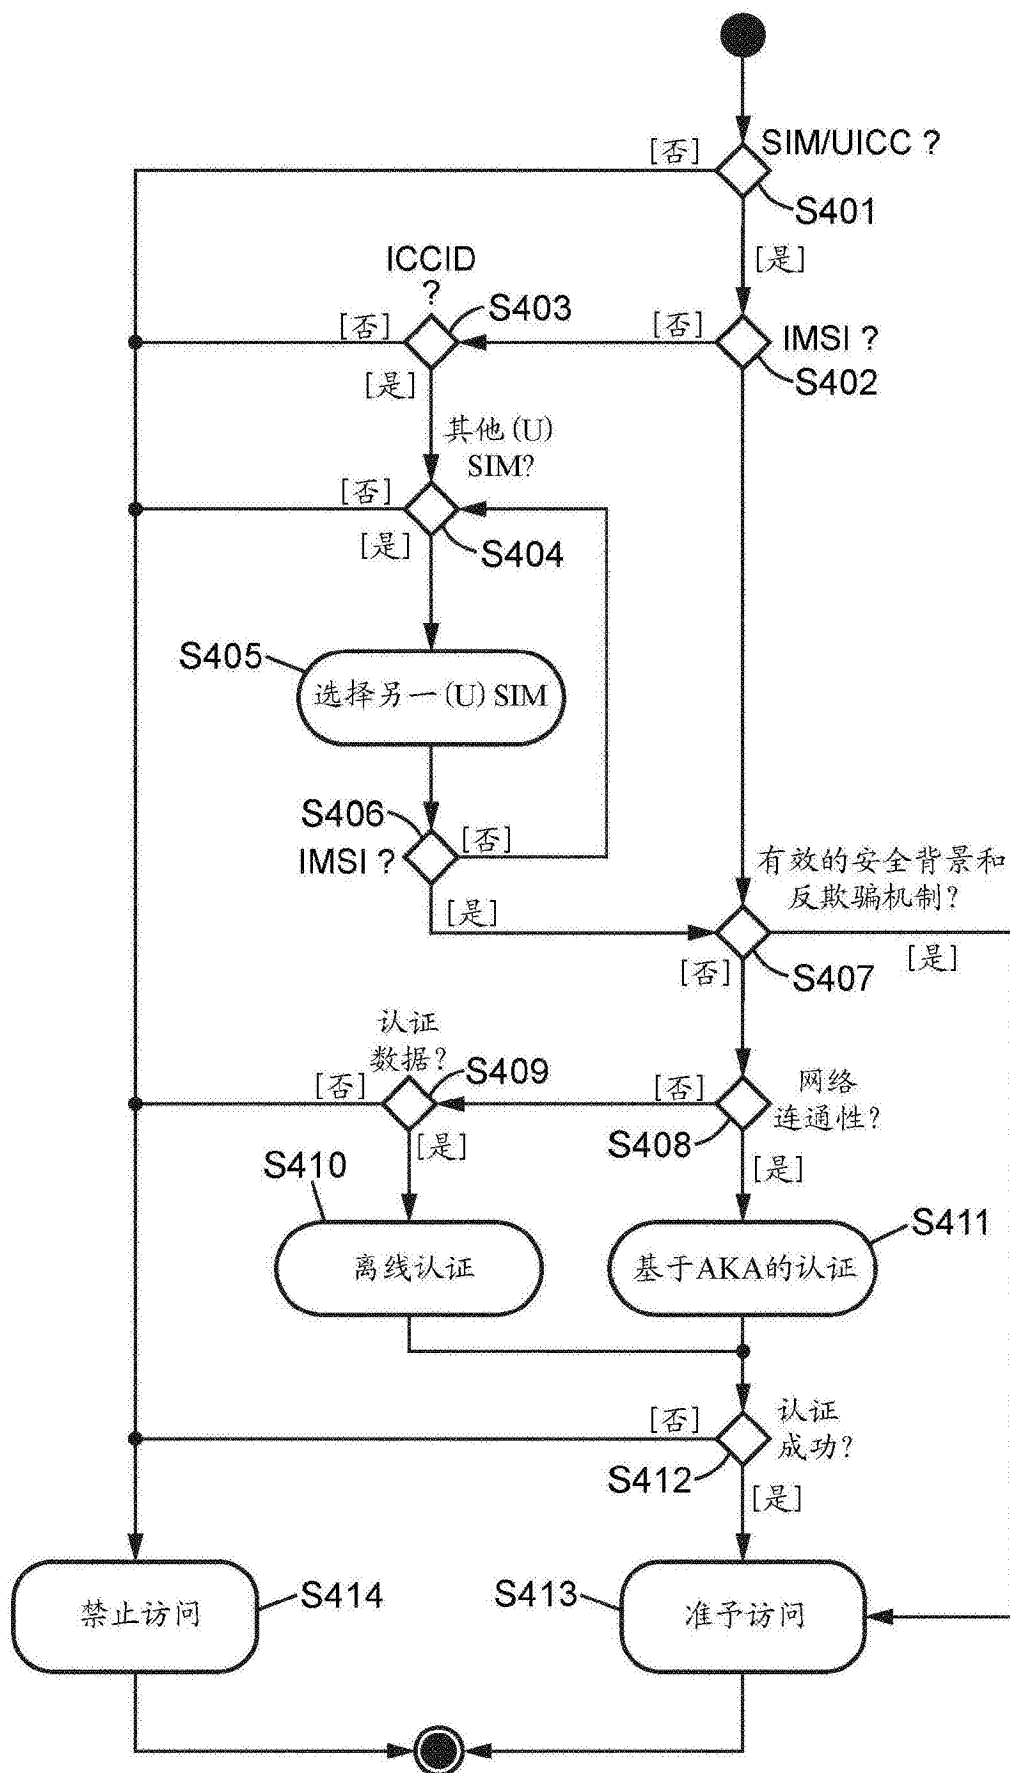 SIM/UICC ?
[否]
S401
[是]
ICCID
?
S403
[否]
[否]
IMSI ?
S402
[是]
其他(U)
SIM?
[否]
[是]
S404
S405
选择另一(U) SIM
S406
[否]
IMSI ?
[是]
有效的安全背景和
反欺骗机制?
[否]
S407
[是]
认证
数据?
S409
[否]
[否]
网络
连通性?
S408
[是]
[是]
S410
S411
离线认证
基于AKA的认证
[否]
认证
成功?
S412
[是]
禁止访问
S414
S413
准予访问